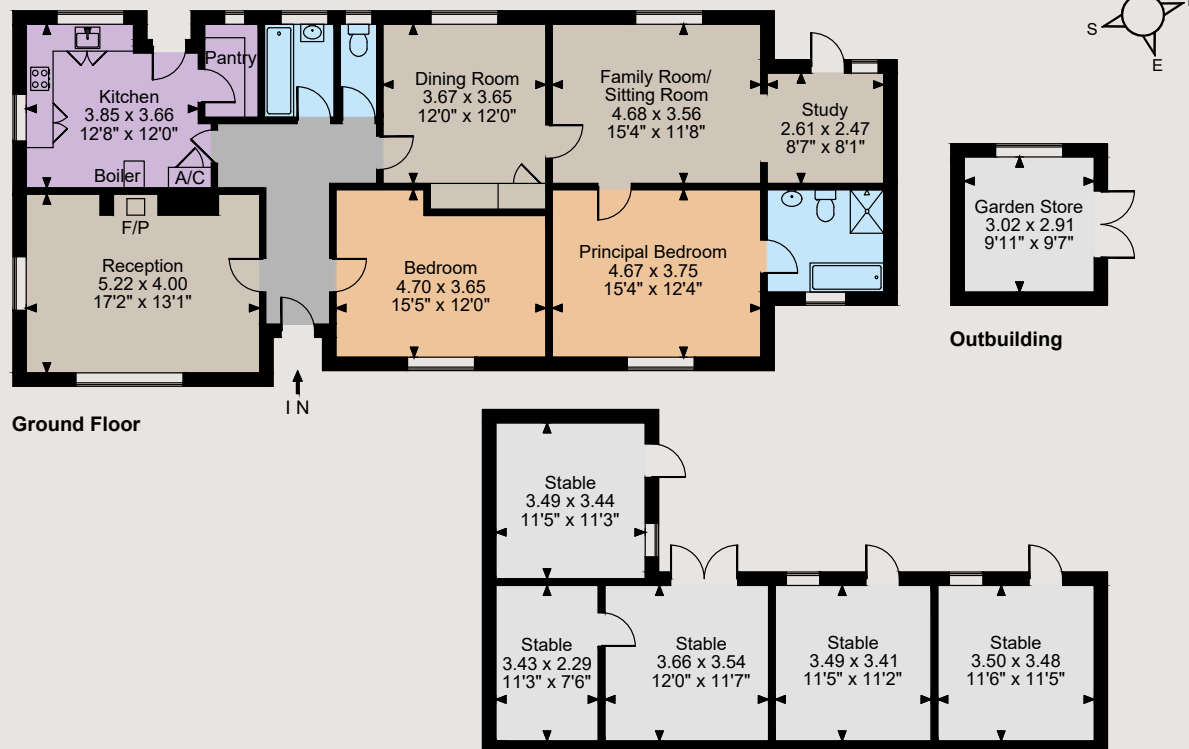 S
E
Pantry
Kitchen
3.85 x 3.66
12'8" x 12'0"
Boiler
A/C
Dining Room
3.67 x 3.65
12'0" x 12'0"
Family Room/
Sitting Room
4.68 x 3.56
15'4" x 11'8"
Study
2.61 x 2.47
8'7" x 8'1"
F/P
Reception
5.22 x 4.00
17'2" x 13'1"
Bedroom
4.70 x 3.65
15'5" x 12'0"
Principal Bedroom
4.67 x 3.75
15'4" x 12'4"
Garden Store
3.02 x 2.91
9'11" x 9'7"
Outbuilding
IN
Ground Floor
Stable
3.49 x 3.44
11'5" x 11'3"
Stable
3.43 x 2.29
11'3" x 7'6"
Stable
3.66 x 3.54
12'0" x 11'7"
Stable
3.49 x 3.41
11'5" x 11'2"
Stable
3.50 x 3.48
11'6" x 11'5"